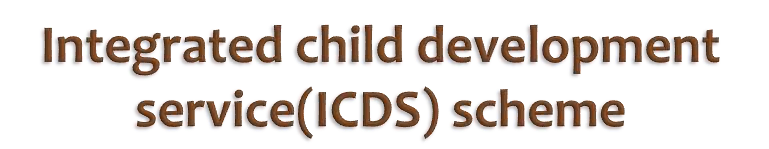 Integrated child development
service(ICDS) scheme